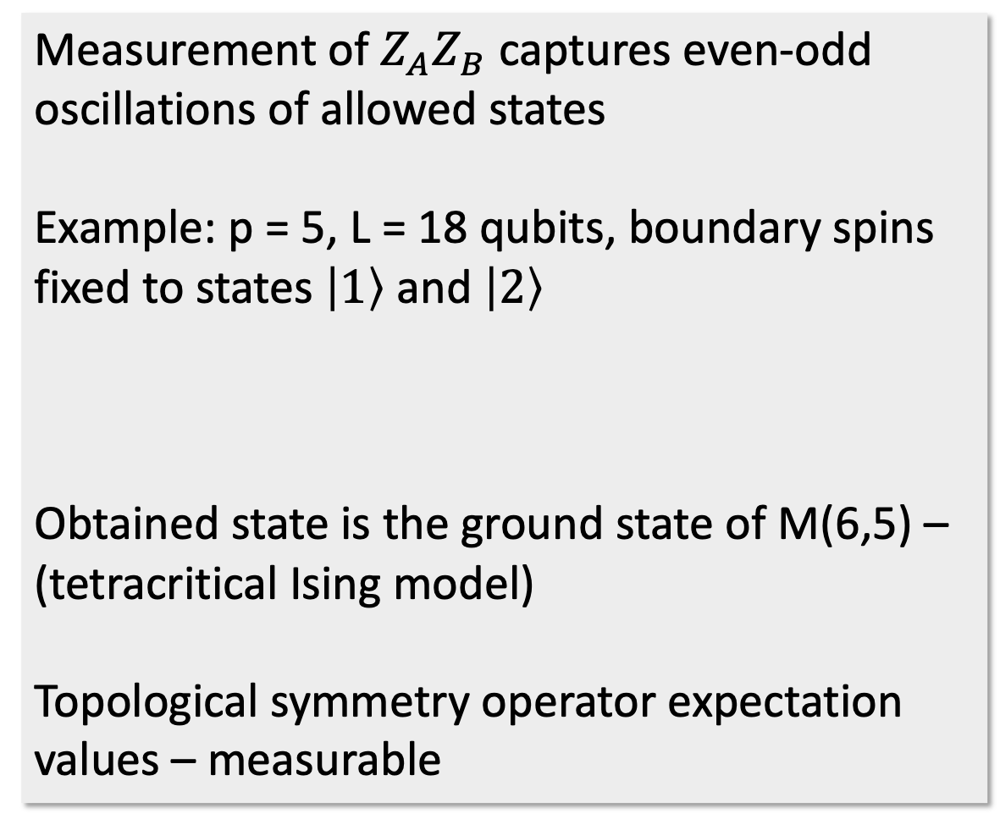 Measurement of Z_A Z_B captures even-odd
oscillations of allowed states
Example: p = 5, L = 18 qubits, boundary spins
fixed to states |1⟩ and |2⟩
Obtained state is the ground state of M(6,5) –
(tetracritical Ising model)
Topological symmetry operator expectation
values – measurable